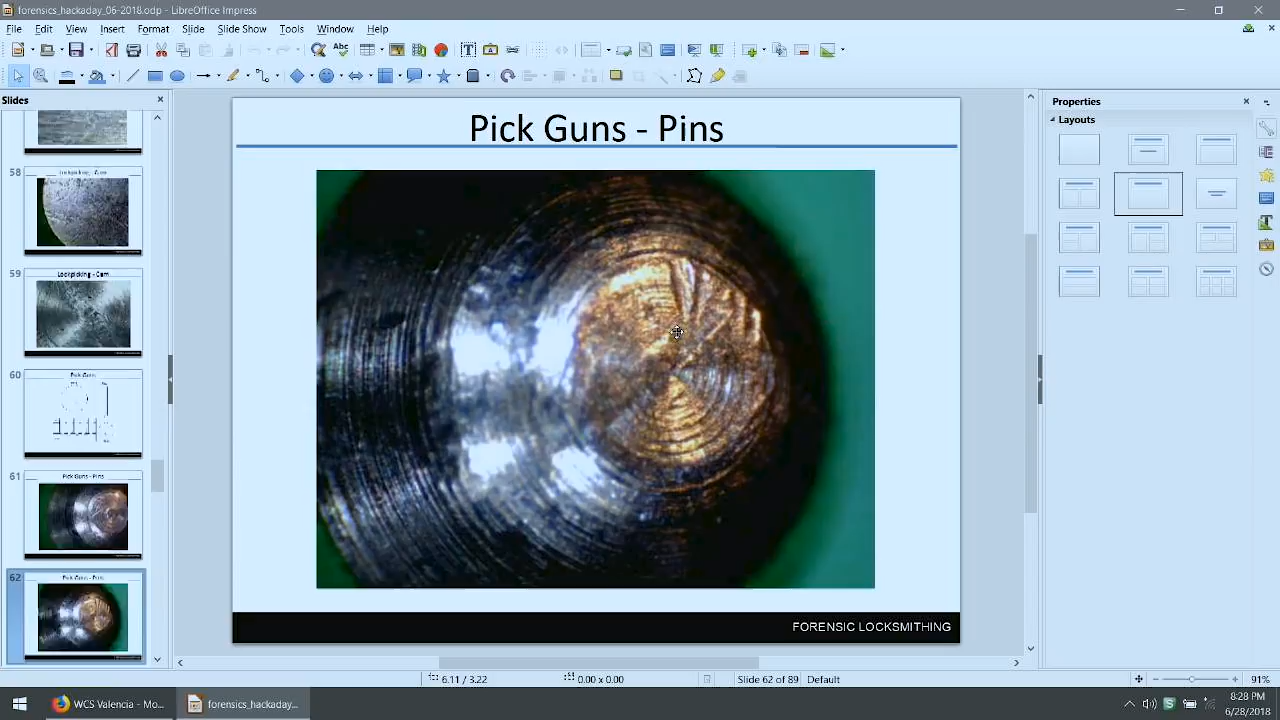 forensics_hackaday_06-2018.odp - LibreOffice Impress
File Edit View Insert Format Slide Slide Show Tools Window Help
Slides
58
Lockpicking - Cam
59
Lockpicking - Cam
60
Pick Guns
61
Pick Guns - Pins
62
Pick Guns - Pins
Pick Guns - Pins
FORENSIC LOCKSMITHING
Properties
Layouts
6.11 / 3.22
0.00 x 0.00
Slide 62 of 89
Default
91%
WCS Valencia - Mo...
forensics_hackaday...
8:28 PM
6/28/2018